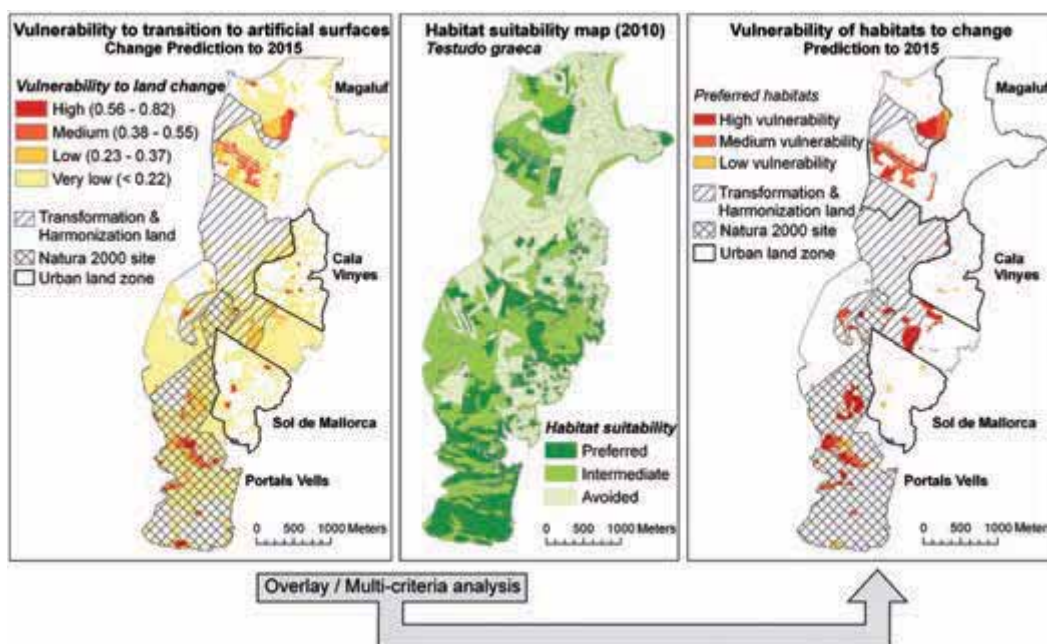 Vulnerability to transition to artificial surfaces
Change Prediction to 2015
Vulnerability to land change
High (0.56 - 0.82)
Medium (0.38 - 0.55)
Low (0.23 - 0.37)
Very low (< 0.22)
Transformation &
Harmonization land
Natura 2000 site
Urban land zone
Magaluf
Cala
Vinyes
Sol de Mallorca
Portals Vells
0 500 1000 Meters
Habitat suitability map (2010)
Testudo graeca
Habitat suitability
Preferred
Intermediate
Avoided
0 500 1000 Meters
Vulnerability of habitats to change
Prediction to 2015
Preferred habitats
High vulnerability
Medium vulnerability
Low vulnerability
Transformation &
Harmonization land
Natura 2000 site
Urban land zone
Magaluf
Cala
Vinyes
Sol de Mallorca
Portals Vells
0 500 1000 Meters
Overlay / Multi-criteria analysis